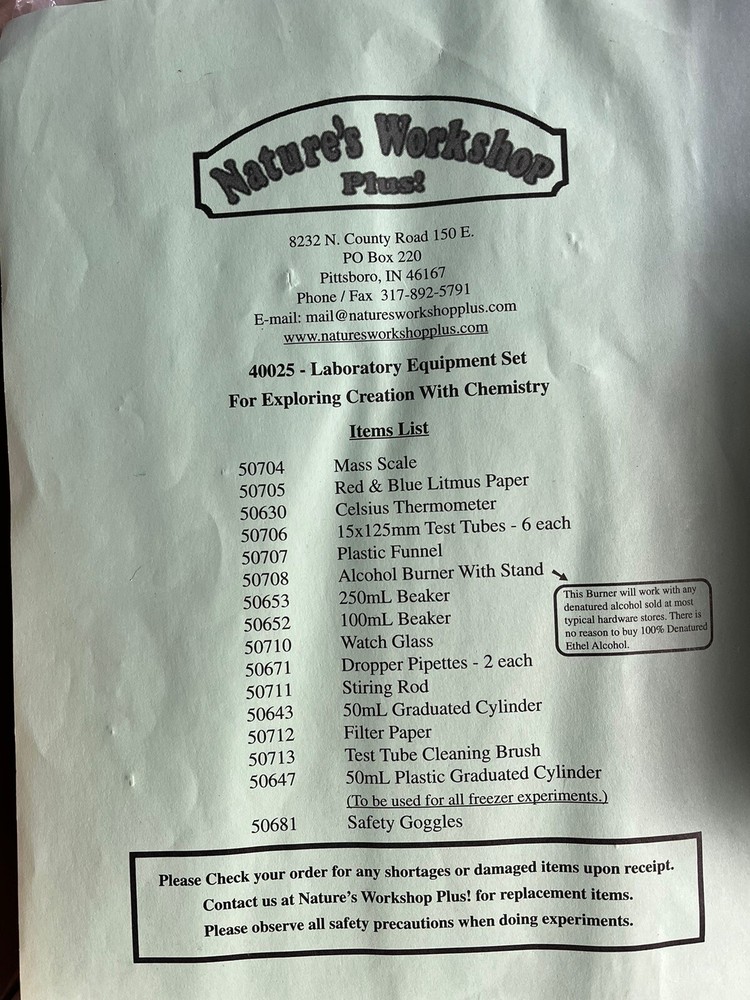 Nature's Workshop
Plus!
8232 N. County Road 150 E.
PO Box 220
Pittsboro, IN 46167
Phone / Fax 317-892-5791
E-mail: mail@naturesworkshopplus.com
www.naturesworkshopplus.com
40025 - Laboratory Equipment Set
For Exploring Creation With Chemistry
Items List
50704 Mass Scale
50705 Red & Blue Litmus Paper
50630 Celsius Thermometer
50706 15x125mm Test Tubes - 6 each
50707 Plastic Funnel
50708 Alcohol Burner With Stand
This Burner will work with any
denatured alcohol sold at most
typical hardware stores. There is
no reason to buy 100% Denatured
Ethel Alcohol.
50653 250mL Beaker
50652 100mL Beaker
50710 Watch Glass
50671 Dropper Pipettes - 2 each
50711 Stiring Rod
50643 50mL Graduated Cylinder
50712 Filter Paper
50713 Test Tube Cleaning Brush
50647 50mL Plastic Graduated Cylinder
(To be used for all freezer experiments.)
50681 Safety Goggles
Please Check your order for any shortages or damaged items upon receipt.
Contact us at Nature's Workshop Plus! for replacement items.
Please observe all safety precautions when doing experiments.